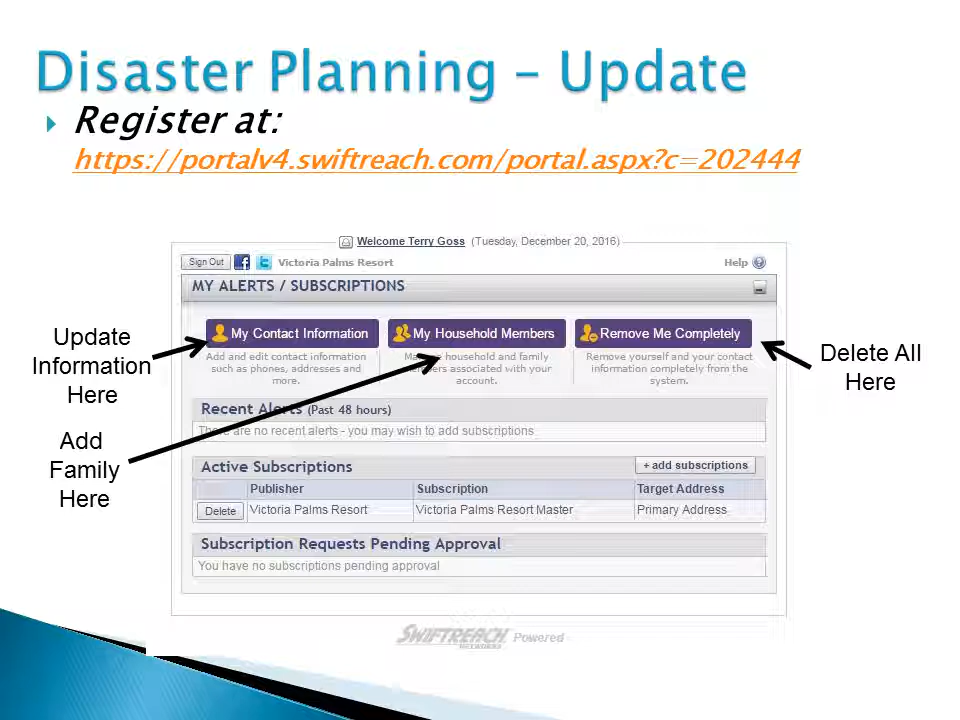 Disaster Planning – Update
Register at:
https://portalv4.swiftreach.com/portal.aspx?c=202444
Welcome Terry Goss (Tuesday, December 20, 2016)
Sign Out Victoria Palms Resort Help
MY ALERTS / SUBSCRIPTIONS
My Contact Information My Household Members Remove Me Completely
Add and edit contact information
such as phones, addresses and
more.
household and family
members associated with your
account.
Remove yourself and your contact
information completely from the
system.
Update
Information
Here
Delete All
Here
Add
Family
Here
Recent Alerts (Past 48 hours)
There are no recent alerts - you may wish to add subscriptions
Active Subscriptions + add subscriptions
Publisher Subscription Target Address
Delete Victoria Palms Resort Victoria Palms Resort Master Primary Address
Subscription Requests Pending Approval
You have no subscriptions pending approval
SWIFTREACH NETWORKS Powered